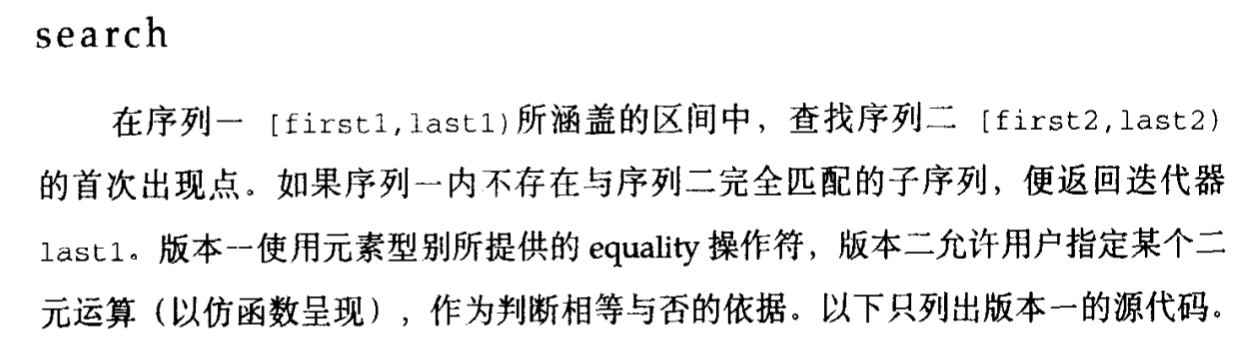 search
在序列一 [first1,last1)所涵盖的区间中，查找序列二 [first2,last2)
的首次出现点。如果序列一内不存在与序列二完全匹配的子序列，便返回迭代器
last1。版本一使用元素型别所提供的 equality 操作符，版本二允许用户指定某个二
元运算（以仿函数呈现），作为判断相等与否的依据。以下只列出版本一的源代码。